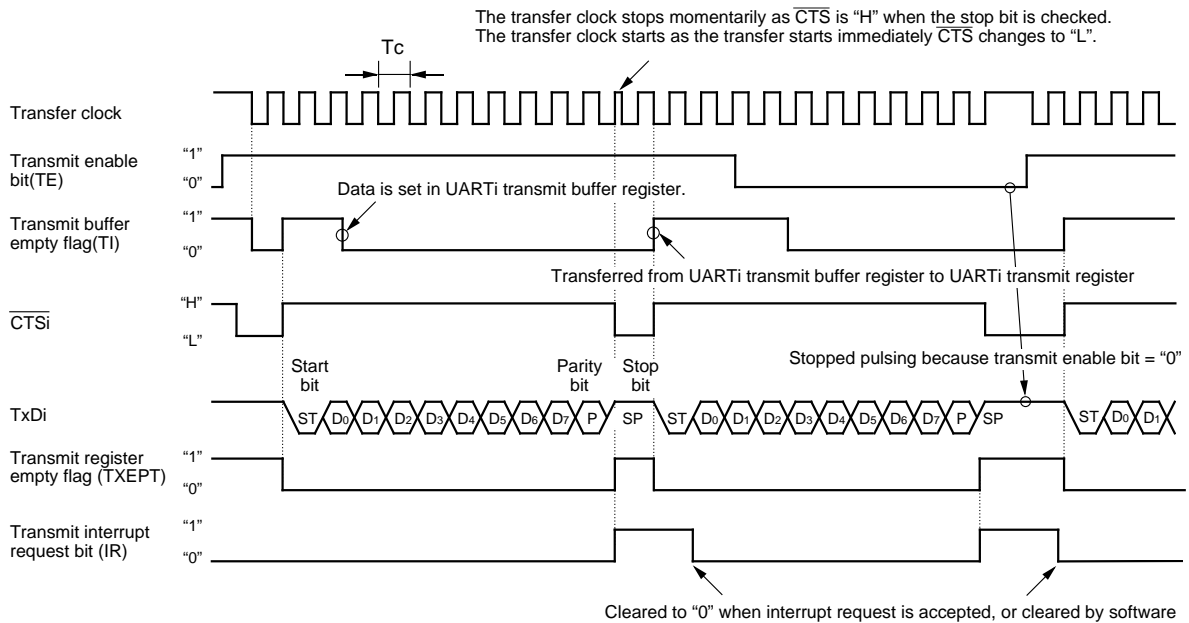 The transfer clock stops momentarily as CTS is “H” when the stop bit is checked.
The transfer clock starts as the transfer starts immediately CTS changes to “L”.
Tc
Transfer clock
Transmit enable
bit(TE)
“1”
“0”
Data is set in UARTi transmit buffer register.
Transmit buffer
empty flag(TI)
“1”
“0”
Transferred from UARTi transmit buffer register to UARTi transmit register
CTSi
“H”
“L”
Stopped pulsing because transmit enable bit = “0”
Start
bit
Parity
bit
Stop
bit
TxDi
ST D0 D1 D2 D3 D4 D5 D6 D7 P SP ST D0 D1 D2 D3 D4 D5 D6 D7 P SP ST D0 D1
Transmit register
empty flag (TXEPT)
“1”
“0”
Transmit interrupt
request bit (IR)
“1”
“0”
Cleared to “0” when interrupt request is accepted, or cleared by software